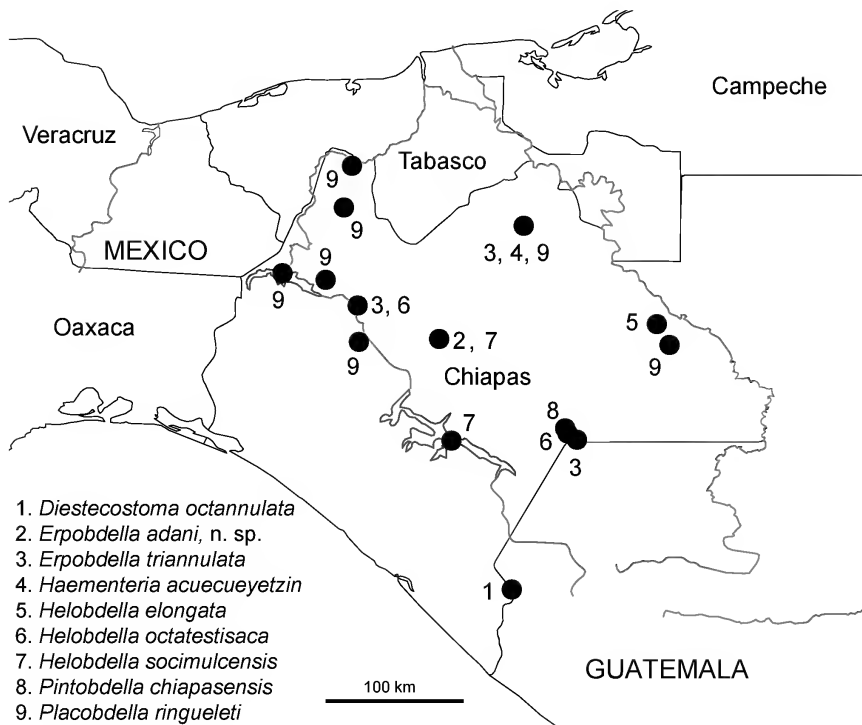 Campeche
Veracruz
Tabasco
9
9
MEXICO
3, 4, 9
9
9
3, 6
5
Oaxaca
2, 7
9
9
Chiapas
8
7
6
3
1. Diestecostoma octannulata
2. Erpobdella adani, n. sp.
3. Erpobdella triannulata
4. Haementeria acuecueyetzin
1
5. Helobdella elongata
6. Helobdella octatestisaca
7. Helobdella socimulcensis
8. Pintobdella chiapasensis
9. Placobdella ringueleti
100 km
GUATEMALA